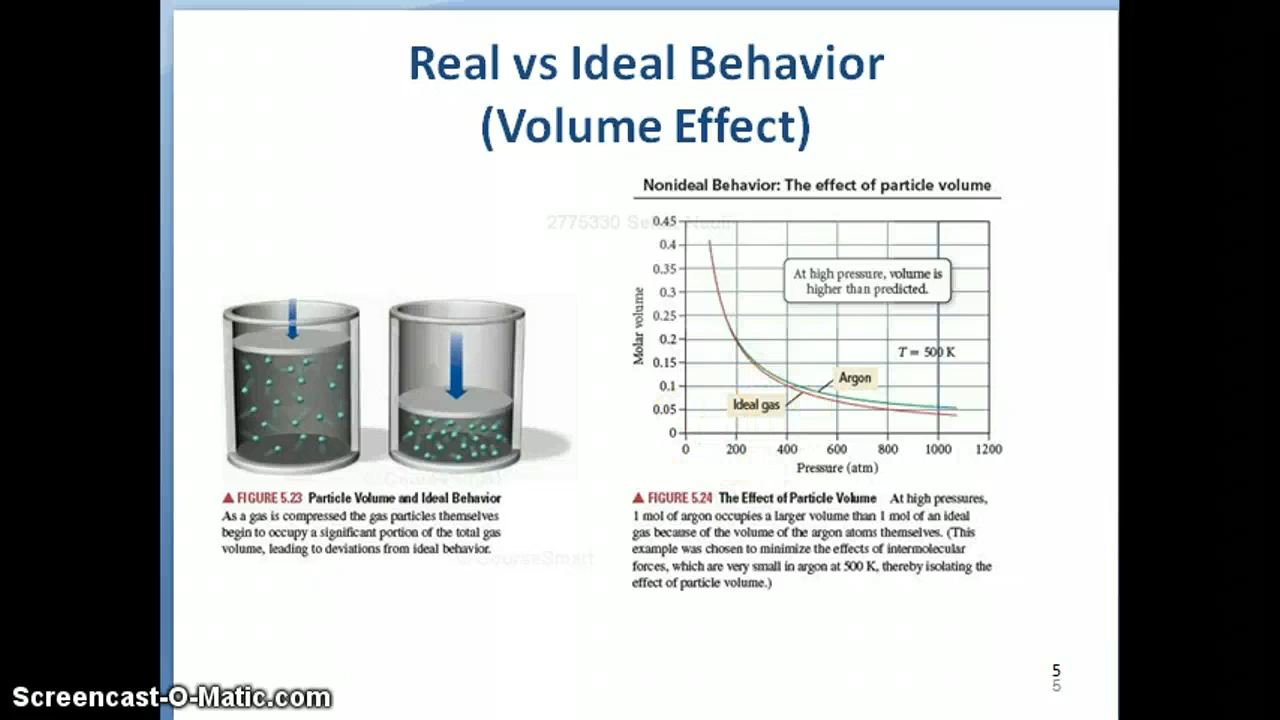 Real vs Ideal Behavior
(Volume Effect)
Nonideal Behavior: The effect of particle volume
2775330
0.45
0.4
0.35
0.3
0.25
0.2
0.15
0.1
0.05
0
Molar volume
At high pressure, volume is
higher than predicted.
T = 500 K
Argon
Ideal gas
0 200 400 600 800 1000 1200
Pressure (atm)
▲ FIGURE 5.23 Particle Volume and Ideal Behavior
As a gas is compressed the gas particles themselves
begin to occupy a significant portion of the total gas
volume, leading to deviations from ideal behavior.
▲ FIGURE 5.24 The Effect of Particle Volume At high pressures,
1 mol of argon occupies a larger volume than 1 mol of an ideal
gas because of the volume of the argon atoms themselves. (This
example was chosen to minimize the effects of intermolecular
forces, which are very small in argon at 500 K, thereby isolating the
effect of particle volume.)
© CourseSmart
5
5
Screencast-O-Matic.com